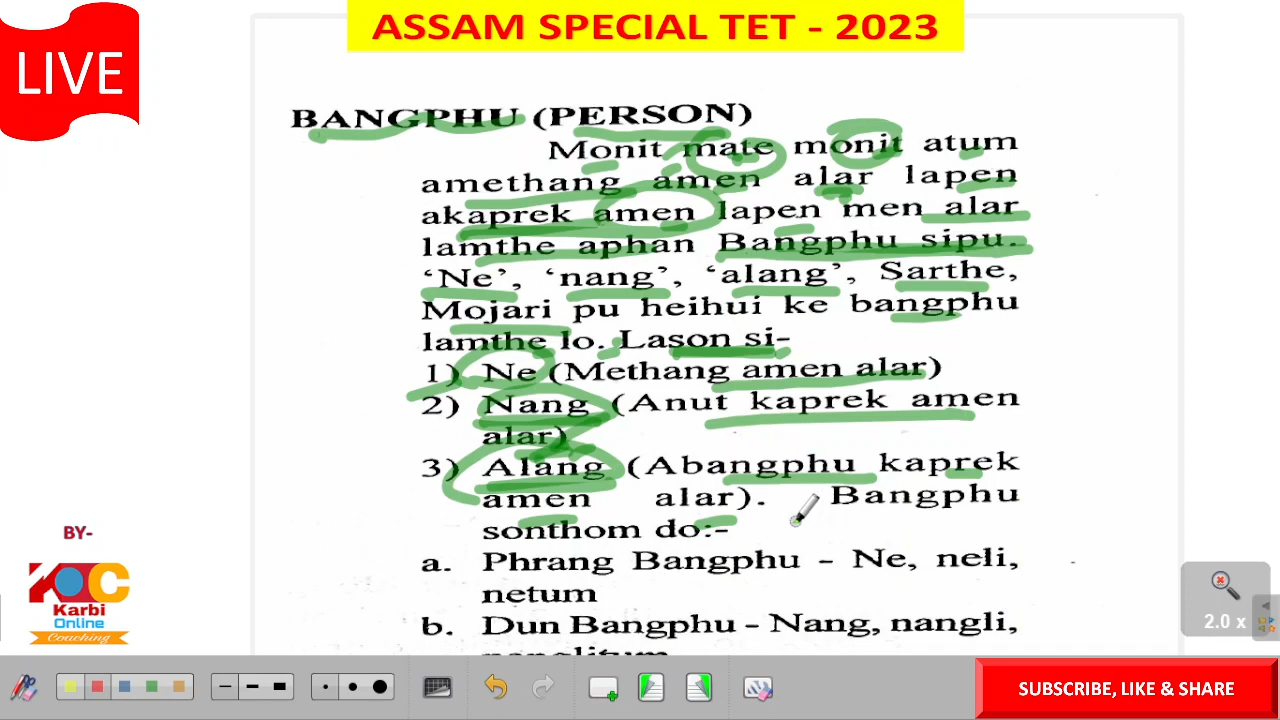 ASSAM SPECIAL TET - 2023
LIVE
BANGPHU (PERSON)
Monit mate monit atum
amethang amen alar lapen
akaprek amen lapen men alar
lamthe aphan Bangphu sipu.
‘Ne’, ‘nang’, ‘alang’, Sarthe,
Mojari pu heihui ke bangphu
lamthe lo. Lason si-
1) Ne (Methang amen alar)
2) Nang (Anut kaprek amen
alar)
3) Alang (Abangphu kaprek
amen alar). Bangphu
sonthom do:-
a. Phrang Bangphu - Ne, neli,
netum
b. Dun Bangphu - Nang, nangli,
BY-
KOC
Karbi
Online
Coaching
2.0 x
SUBSCRIBE, LIKE & SHARE